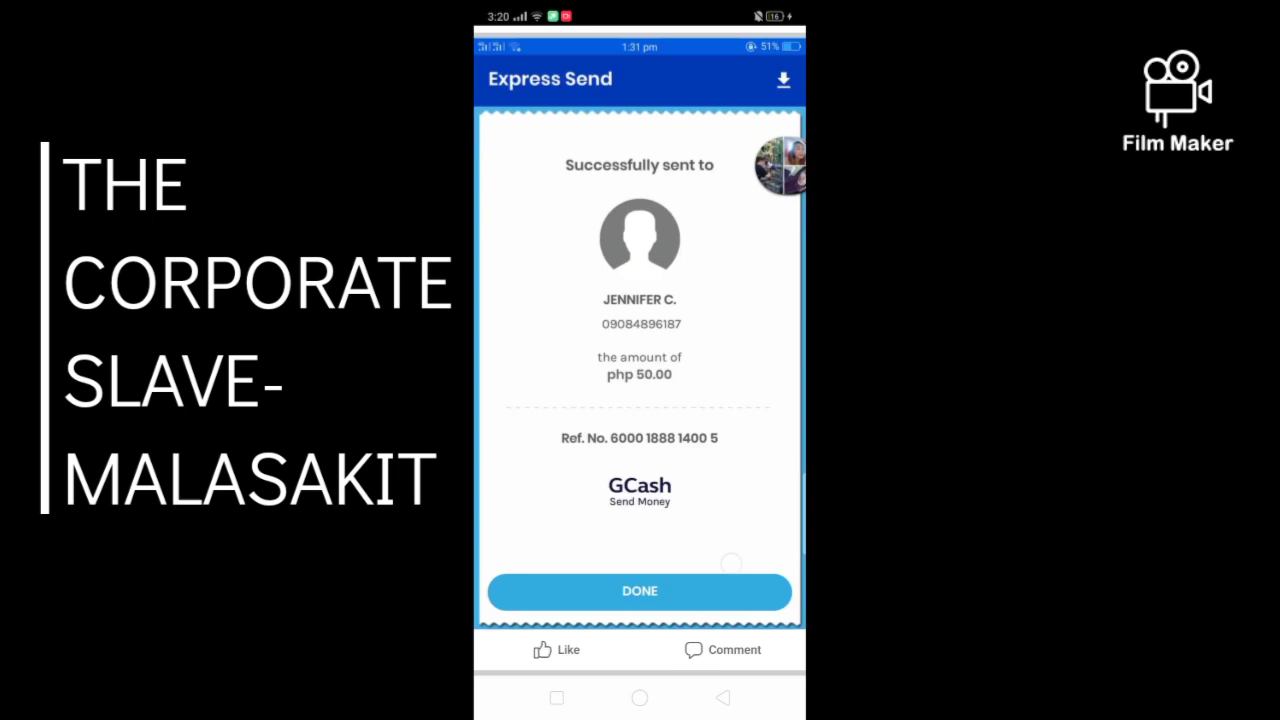 THE
CORPORATE
SLAVE-
MALASAKIT
3:20
16
1:31 pm
51%
Express Send
Successfully sent to
JENNIFER C.
09084896187
the amount of
php 50.00
Ref. No. 6000 1888 1400 5
GCash
Send Money
DONE
Like
Comment
Film Maker